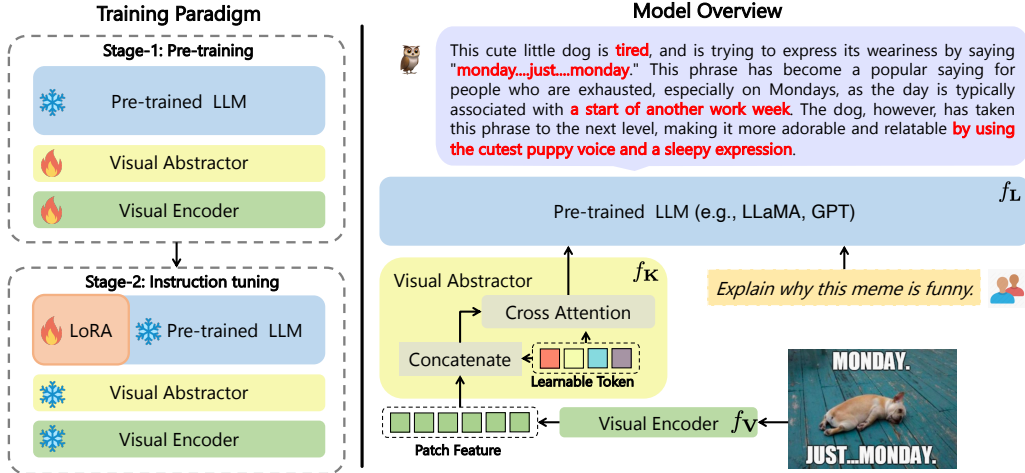 Training Paradigm
Stage-1: Pre-training
Pre-trained LLM
Visual Abstractor
Visual Encoder
Stage-2: Instruction tuning
LoRA
Pre-trained LLM
Visual Abstractor
Visual Encoder
Model Overview
This cute little dog is tired, and is trying to express its weariness by saying
"monday....just....monday." This phrase has become a popular saying for
people who are exhausted, especially on Mondays, as the day is typically
associated with a start of another work week. The dog, however, has taken
this phrase to the next level, making it more adorable and relatable by using
the cutest puppy voice and a sleepy expression.
f_L
Pre-trained LLM (e.g., LLaMA, GPT)
Visual Abstractor
f_K
Cross Attention
Concatenate
Learnable Token
Explain why this meme is funny.
Patch Feature
Visual Encoder
f_V
MONDAY.
JUST...MONDAY.